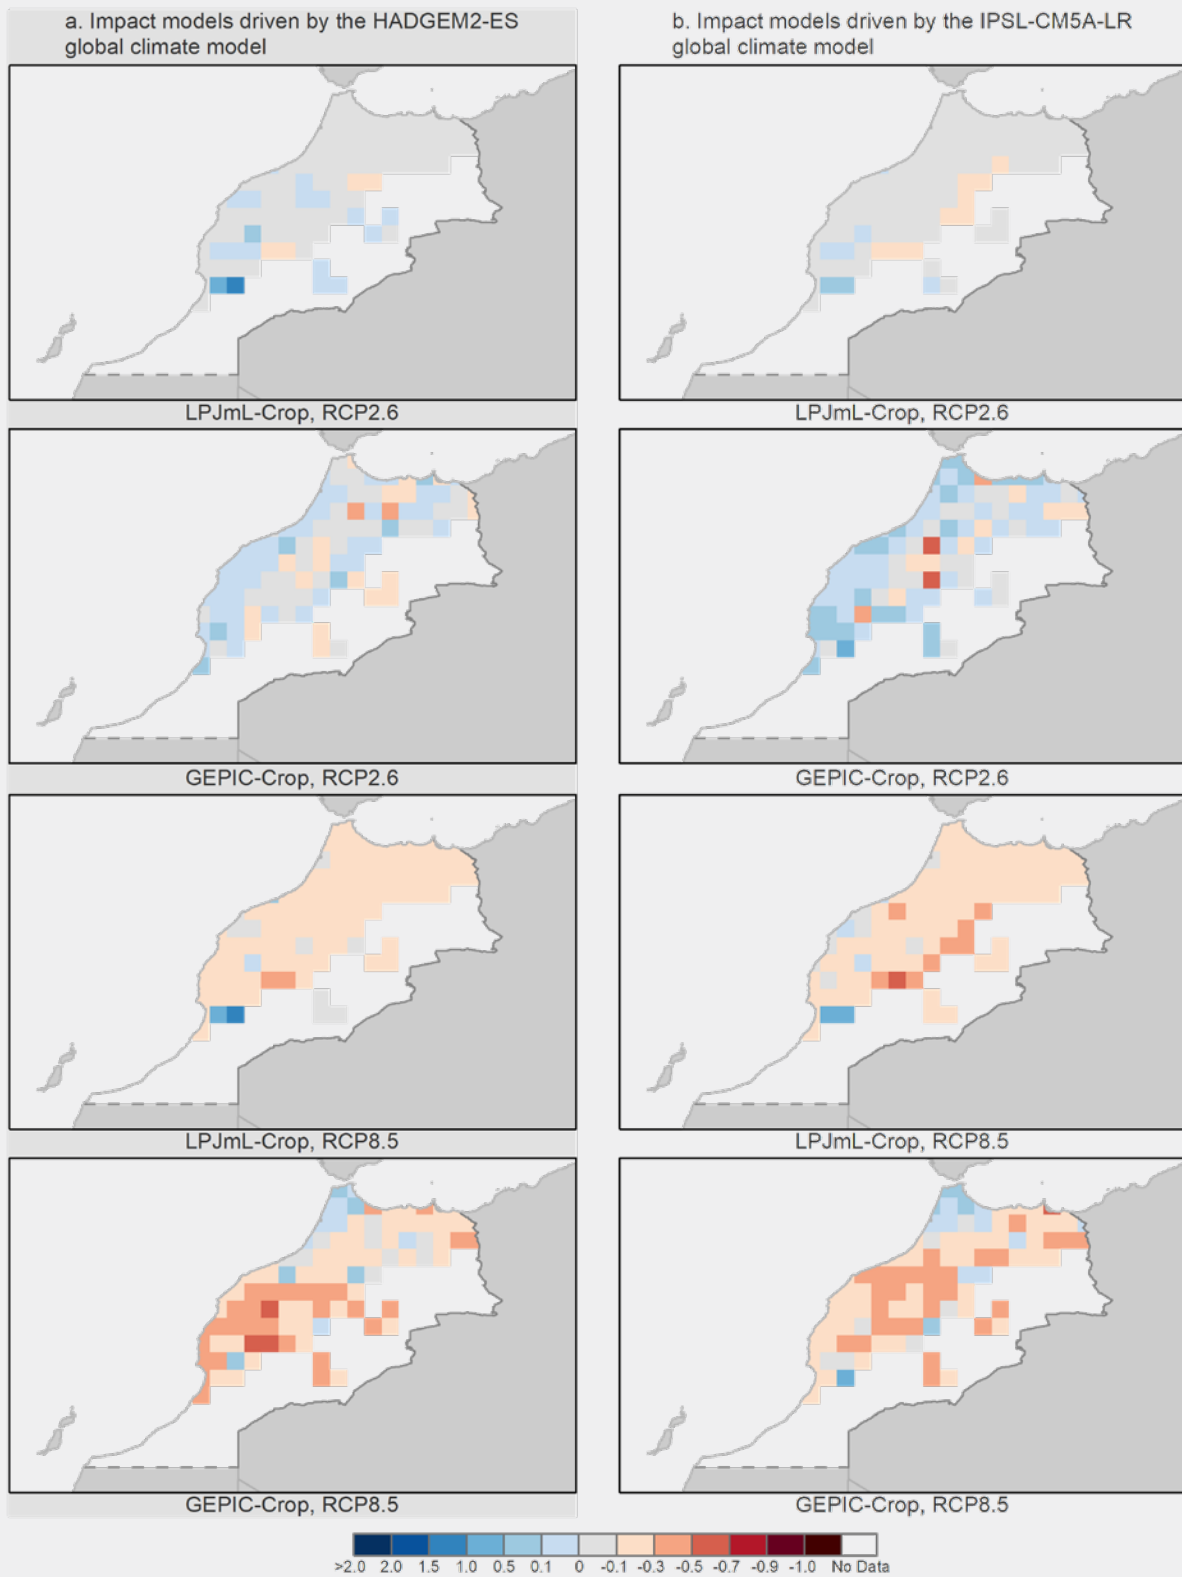 a. Impact models driven by the HADGEM2-ES
global climate model
b. Impact models driven by the IPSL-CM5A-LR
global climate model
LPJmL-Crop, RCP2.6
LPJmL-Crop, RCP2.6
GEPIC-Crop, RCP2.6
GEPIC-Crop, RCP2.6
LPJmL-Crop, RCP8.5
LPJmL-Crop, RCP8.5
GEPIC-Crop, RCP8.5
GEPIC-Crop, RCP8.5
>2.0 2.0 1.5 1.0 0.5 0.1 0 -0.1 -0.3 -0.5 -0.7 -0.9 -1.0 No Data